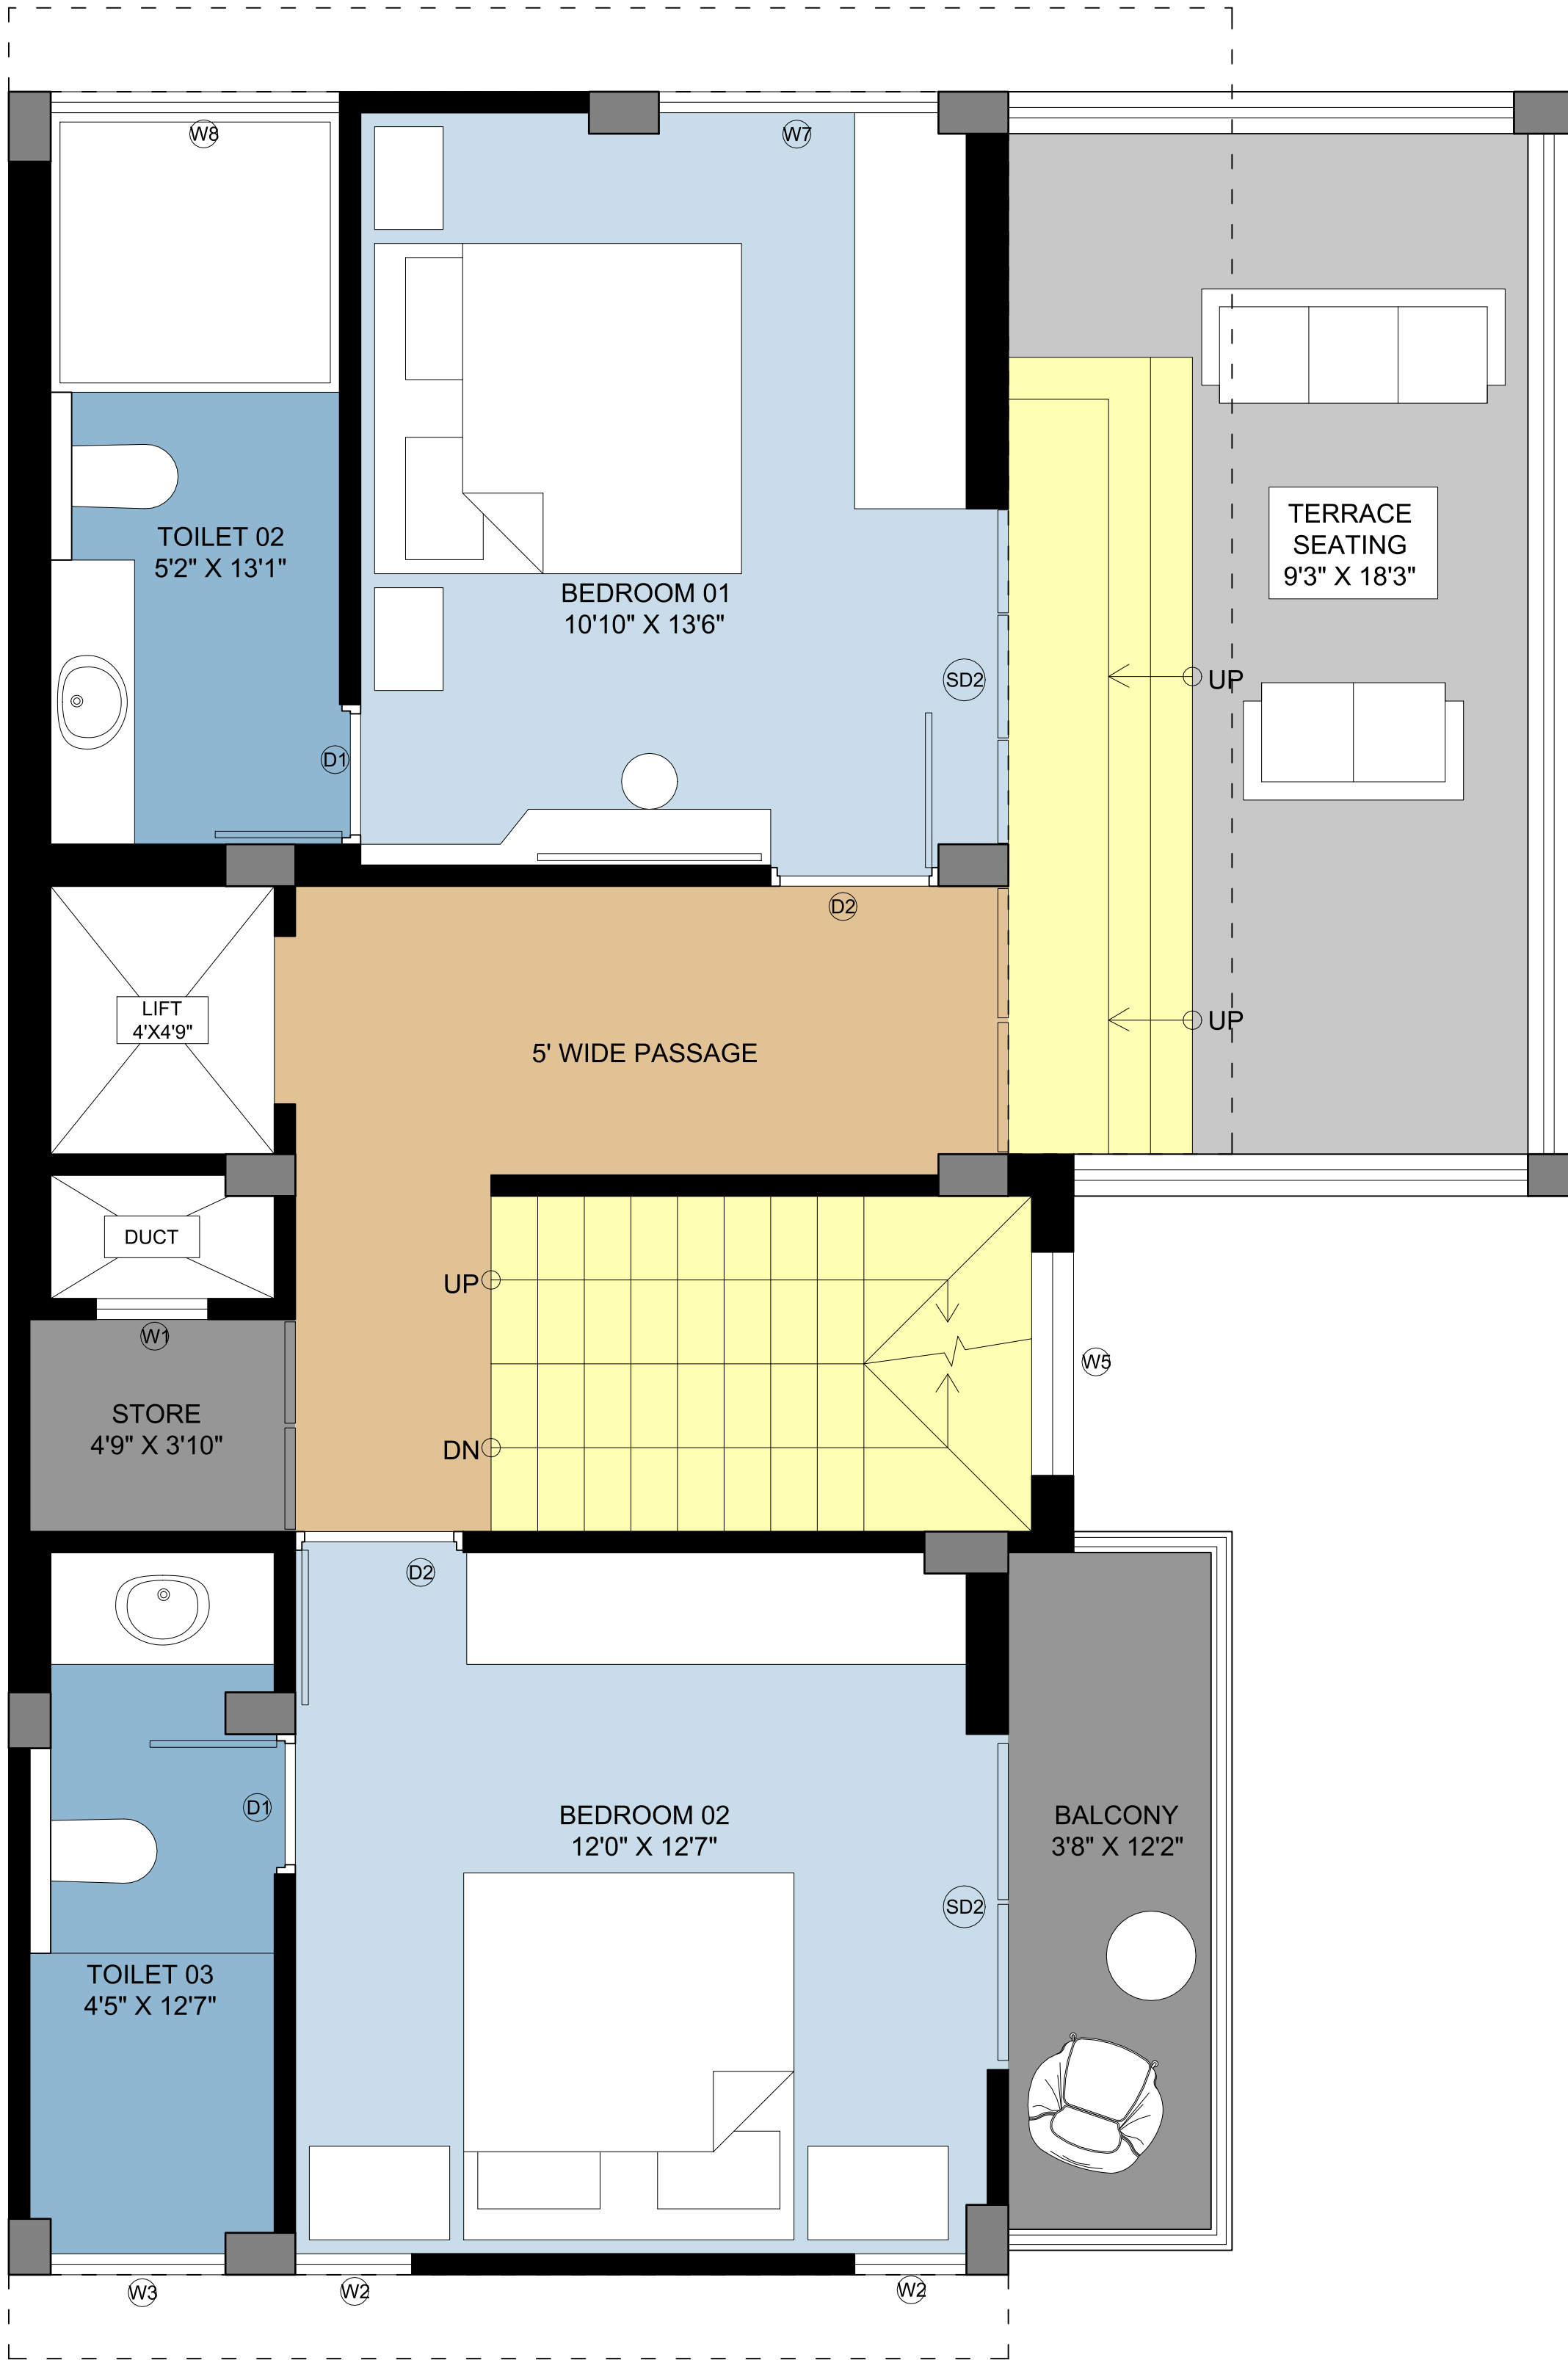 W8
W7
TOILET 02
5'2" X 13'1"
BEDROOM 01
10'10" X 13'6"
TERRACE
SEATING
9'3" X 18'3"
SD2
UP
D1
D2
LIFT
4'X4'9"
5' WIDE PASSAGE
UP
DUCT
UP
W1
W5
STORE
4'9" X 3'10"
DN
D2
D1
BEDROOM 02
12'0" X 12'7"
BALCONY
3'8" X 12'2"
SD2
TOILET 03
4'5" X 12'7"
W3
W2
W2